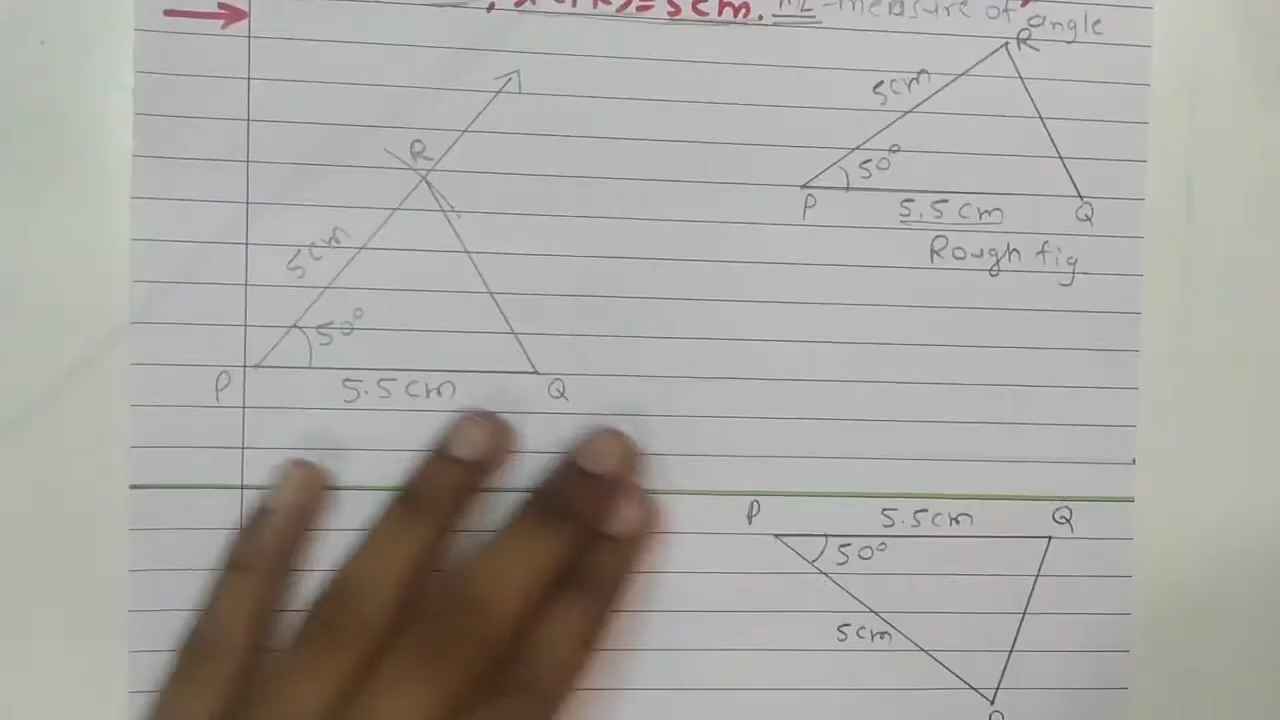 =5cm. mL-measure of angle
R
5cm
50°
P 5.5cm Q
Rough fig
R
5cm
50°
P 5.5cm Q
P 5.5cm Q
50°
5cm